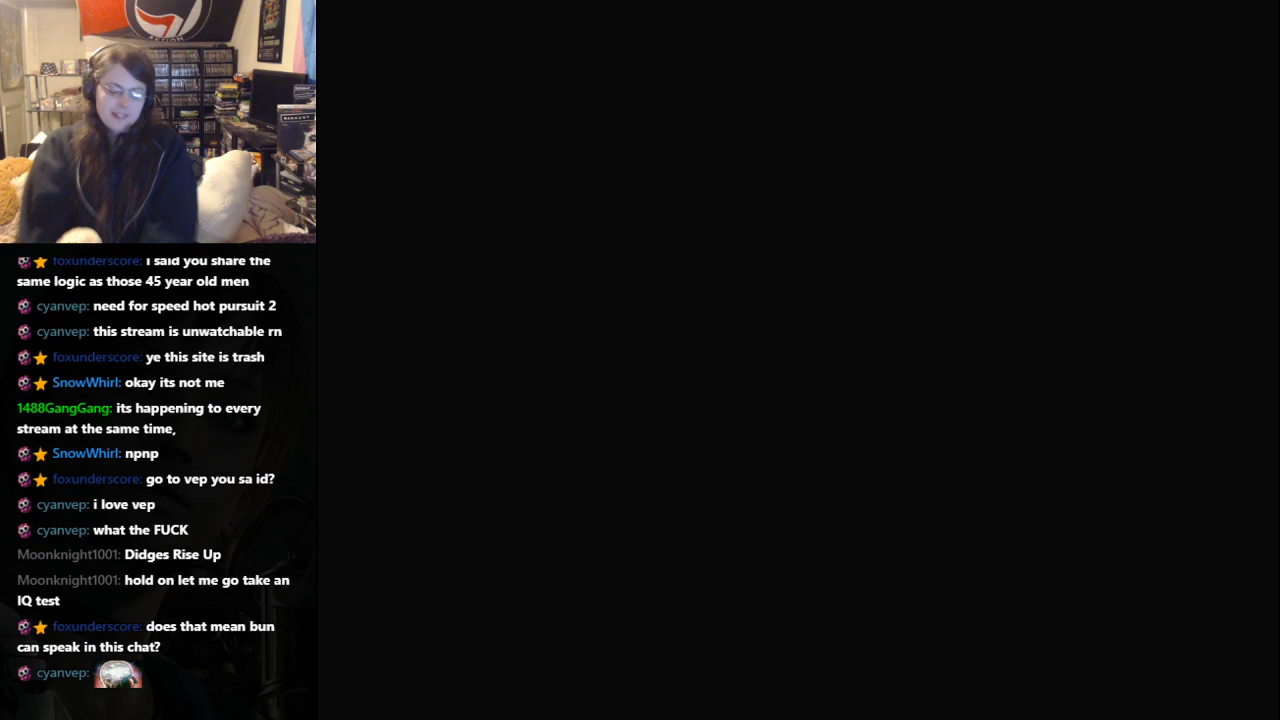 ACTION
MANHUNT
foxunderscore: i said you share the
same logic as those 45 year old men
cyanvep: need for speed hot pursuit 2
cyanvep: this stream is unwatchable rn
foxunderscore: ye this site is trash
SnowWhirl: okay its not me
1488GangGang: its happening to every
stream at the same time,
SnowWhirl: npnp
foxunderscore: go to vep you sa id?
cyanvep: i love vep
cyanvep: what the FUCK
Moonknight1001: Didges Rise Up
Moonknight1001: hold on let me go take an
IQ test
foxunderscore: does that mean bun
can speak in this chat?
cyanvep: